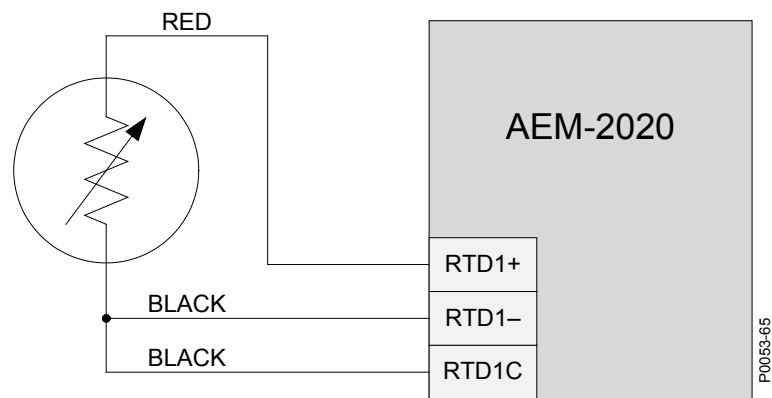 RED
AEM-2020
RTD1+
BLACK
RTD1–
BLACK
RTD1C
P0053-65